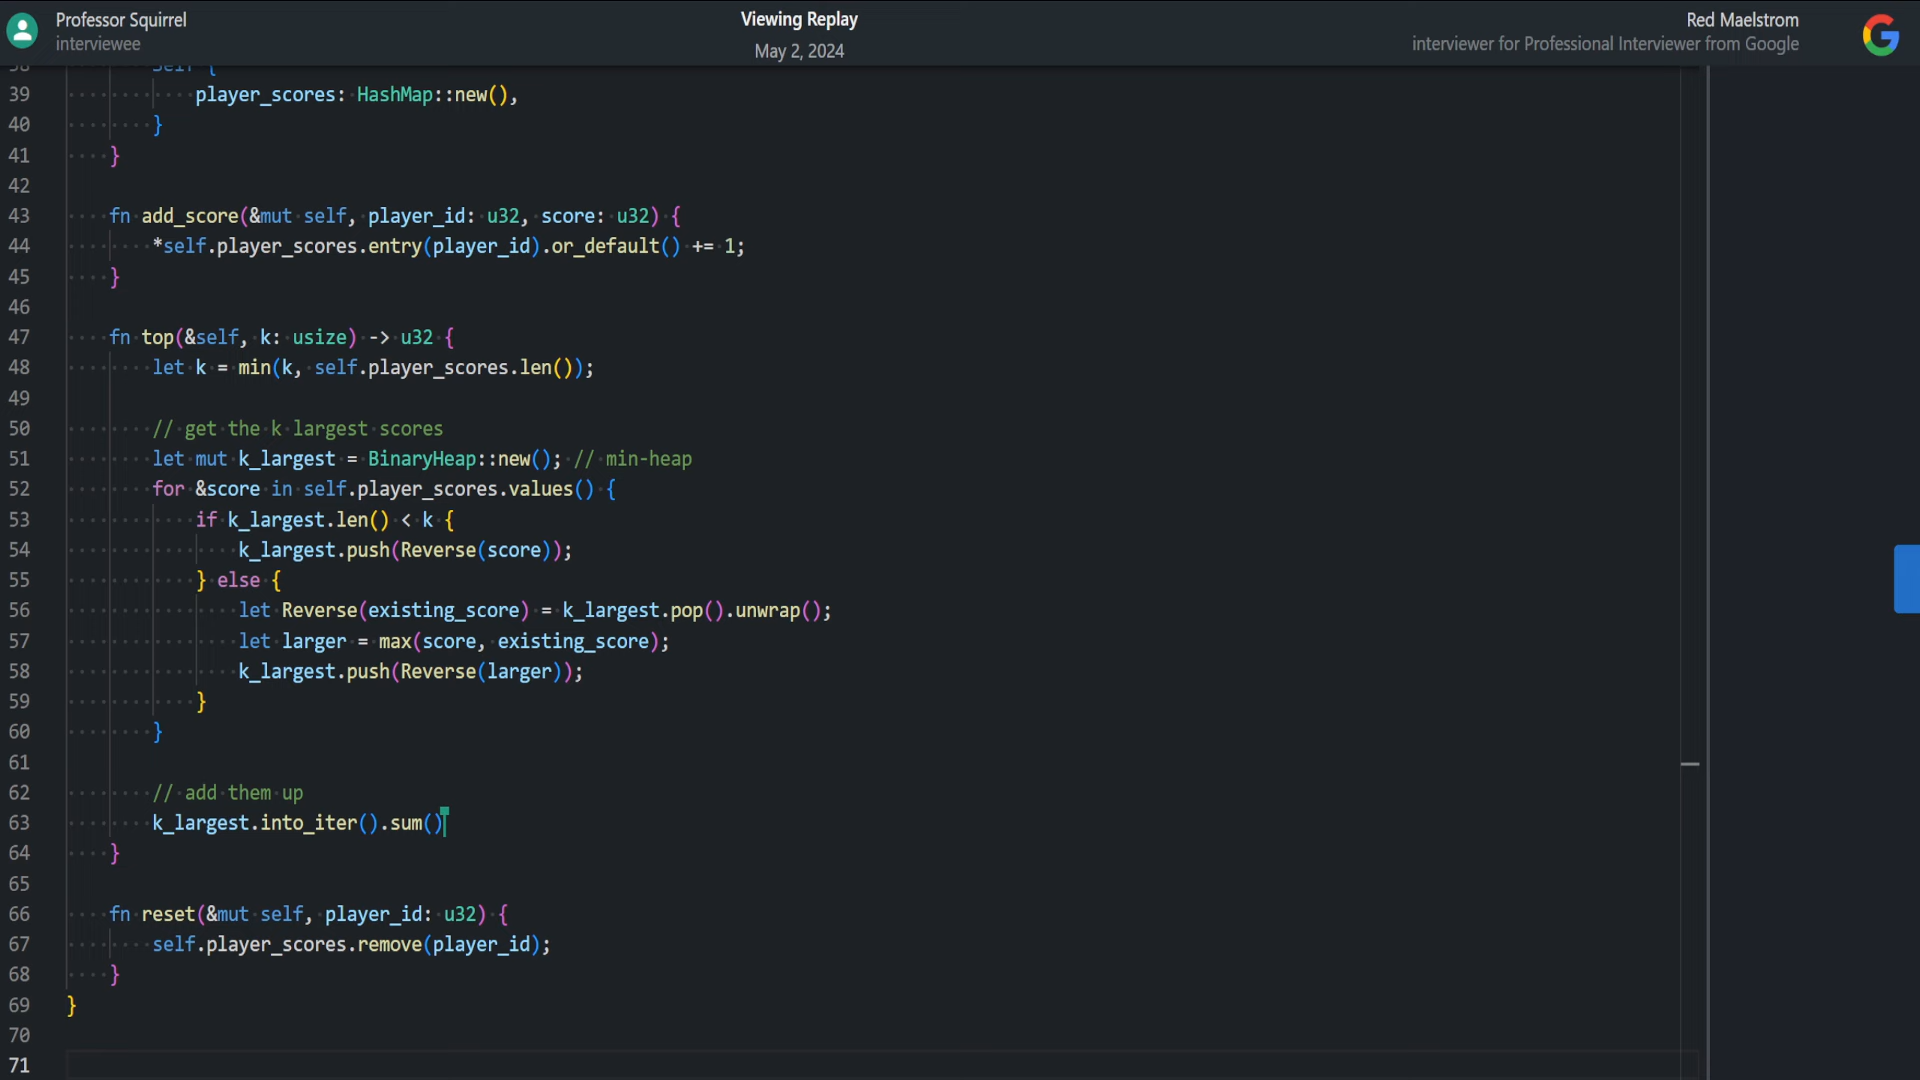 Professor Squirrel
interviewee
Viewing Replay
May 2, 2024
Red Maelstrom
interviewer for Professional Interviewer from Google
38 Self {
39 player_scores: HashMap::new(),
40 }
41 }
42
43 fn add_score(&mut self, player_id: u32, score: u32) {
44 *self.player_scores.entry(player_id).or_default() += 1;
45 }
46
47 fn top(&self, k: usize) -> u32 {
48 let k = min(k, self.player_scores.len());
49
50 // get the k largest scores
51 let mut k_largest = BinaryHeap::new(); // min-heap
52 for &score in self.player_scores.values() {
53 if k_largest.len() < k {
54 k_largest.push(Reverse(score));
55 } else {
56 let Reverse(existing_score) = k_largest.pop().unwrap();
57 let larger = max(score, existing_score);
58 k_largest.push(Reverse(larger));
59 }
60 }
61
62 // add them up
63 k_largest.into_iter().sum()
64 }
65
66 fn reset(&mut self, player_id: u32) {
67 self.player_scores.remove(player_id);
68 }
69 }
70
71